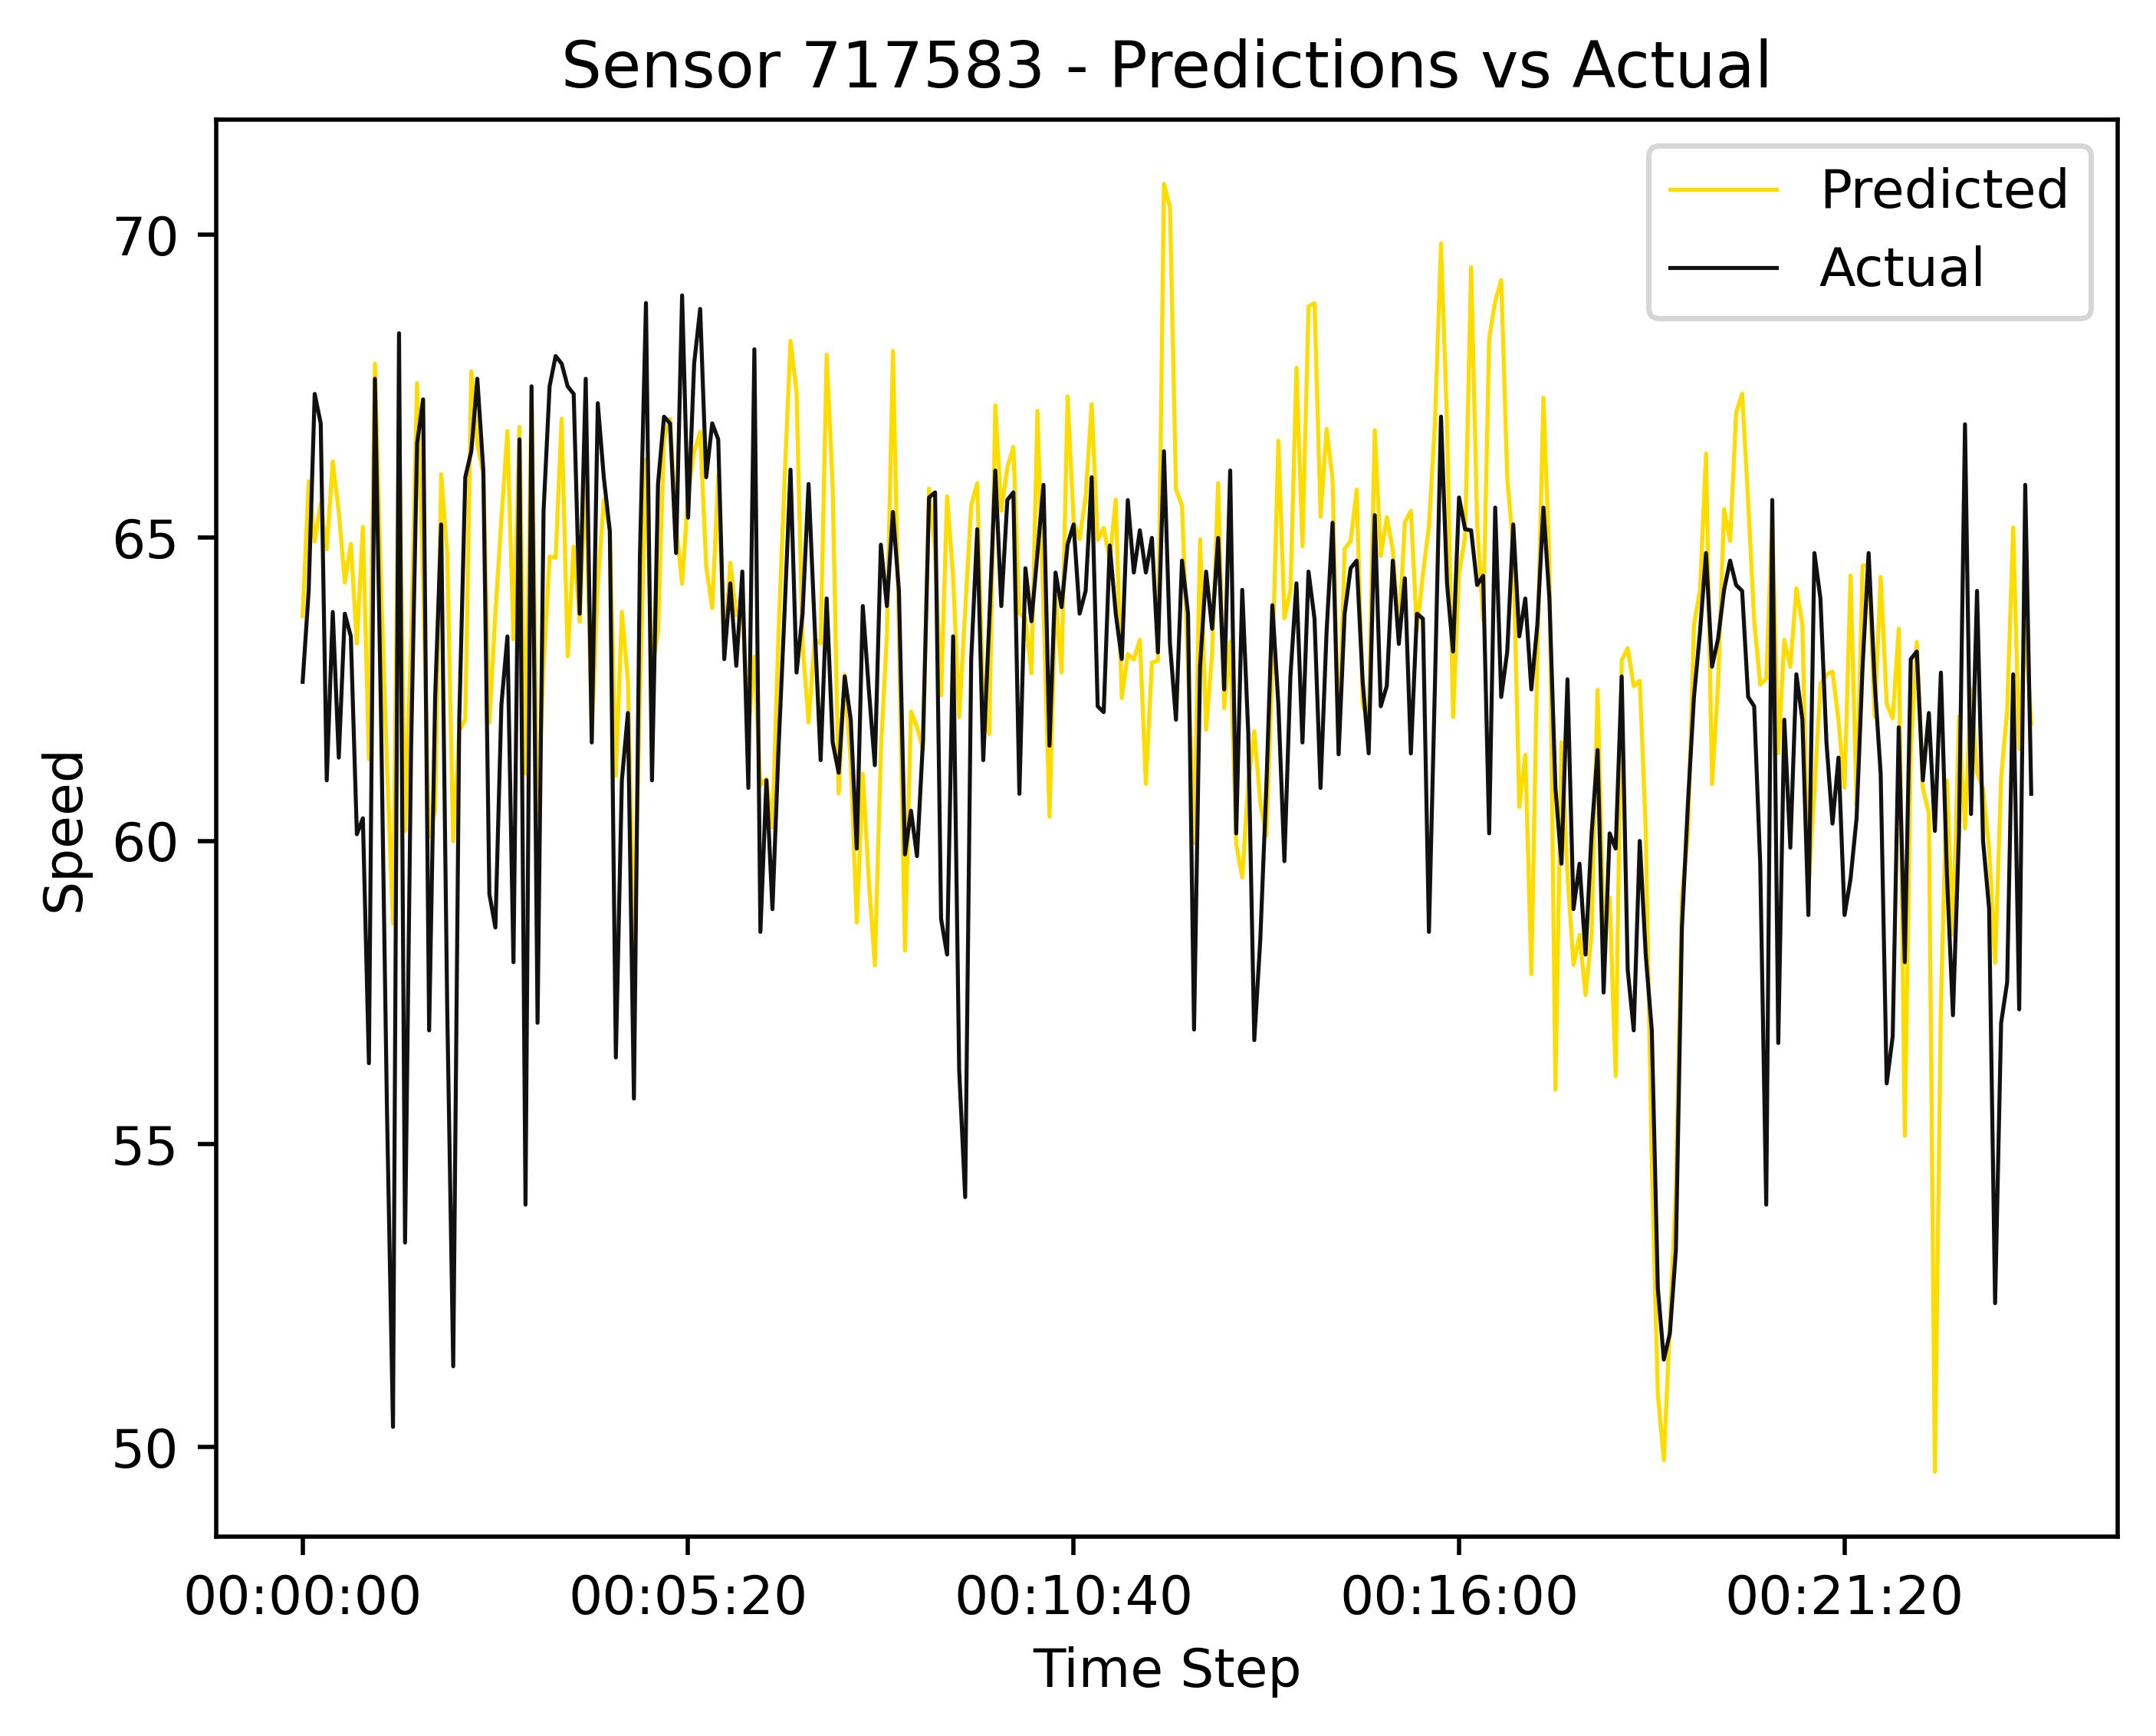 Sensor 717583 - Predictions vs Actual
Predicted
Actual
70
65
60
55
50
Speed
00:00:00
00:05:20
00:10:40
00:16:00
00:21:20
Time Step